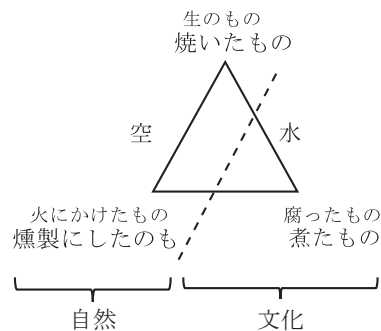 生のもの
焼いたもの
空
水
火にかけたもの
燻製にしたのも
腐ったもの
煮たもの
自然
文化